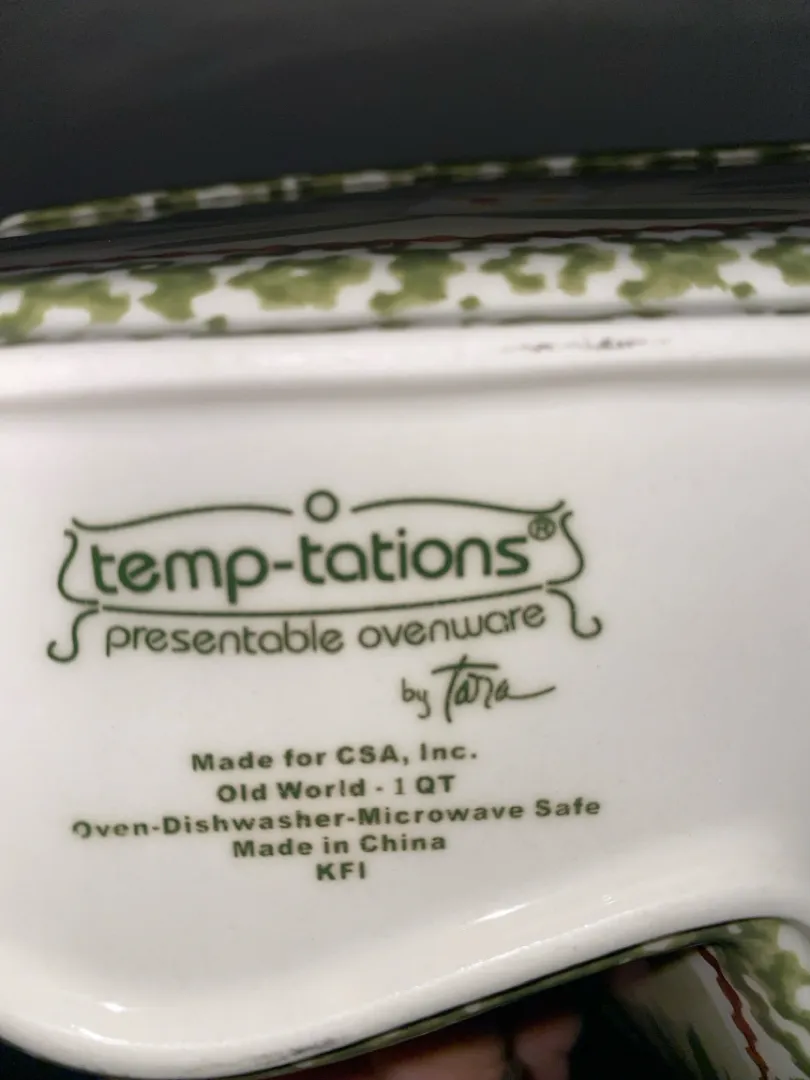 temp-tations®
presentable ovenware
by Tara
Made for CSA, Inc.
Old World - 1 QT
Oven-Dishwasher-Microwave Safe
Made in China
KFI